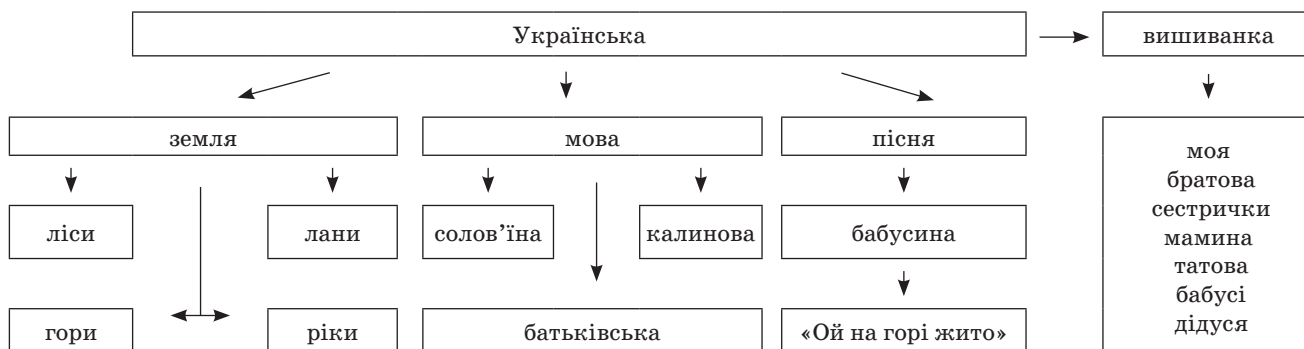 Українська
вишиванка
земля
мова
пісня
ліси
лани
солов’їна
калинова
бабусина
гори
ріки
батьківська
«Ой на горі жито»
моя
братова
сестрички
мамина
татова
бабусі
дідуся